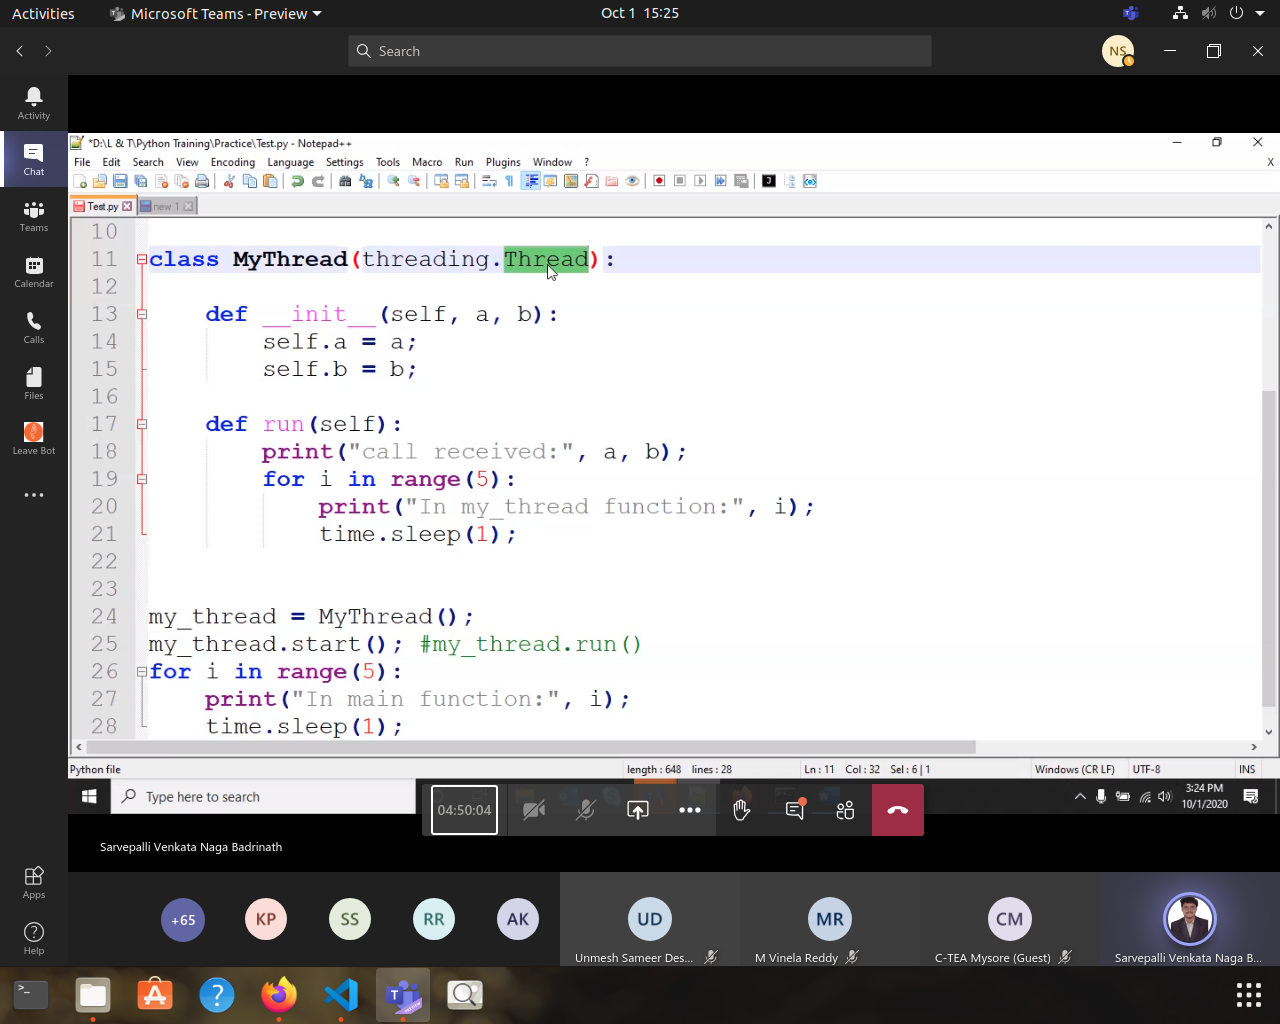 Activities
Microsoft Teams - Preview
Oct 1 15:25
Search
NS
Activity
Chat
Teams
Calendar
Calls
Files
Leave Bot
Apps
Help
*D:\L & T\Python Training\Practice\Test.py - Notepad++
File Edit Search View Encoding Language Settings Tools Macro Run Plugins Window ? X
Test.py new 1
10
11 class MyThread(threading.Thread):
12
13 def __init__(self, a, b):
14 self.a = a;
15 self.b = b;
16
17 def run(self):
18 print("call received:", a, b);
19 for i in range(5):
20 print("In my_thread function:", i);
21 time.sleep(1);
22
23
24 my_thread = MyThread();
25 my_thread.start(); #my_thread.run()
26 for i in range(5):
27 print("In main function:", i);
28 time.sleep(1);
Python file length : 648 lines : 28 Ln : 11 Col : 32 Sel : 6 | 1 Windows (CR LF) UTF-8 INS
Type here to search
04:50:04
3:24 PM
10/1/2020
Sarvepalli Venkata Naga Badrinath
+65 KP SS RR AK UD MR CM
Unmesh Sameer Des... M Vinela Reddy C-TEA Mysore (Guest) Sarvepalli Venkata Naga B...